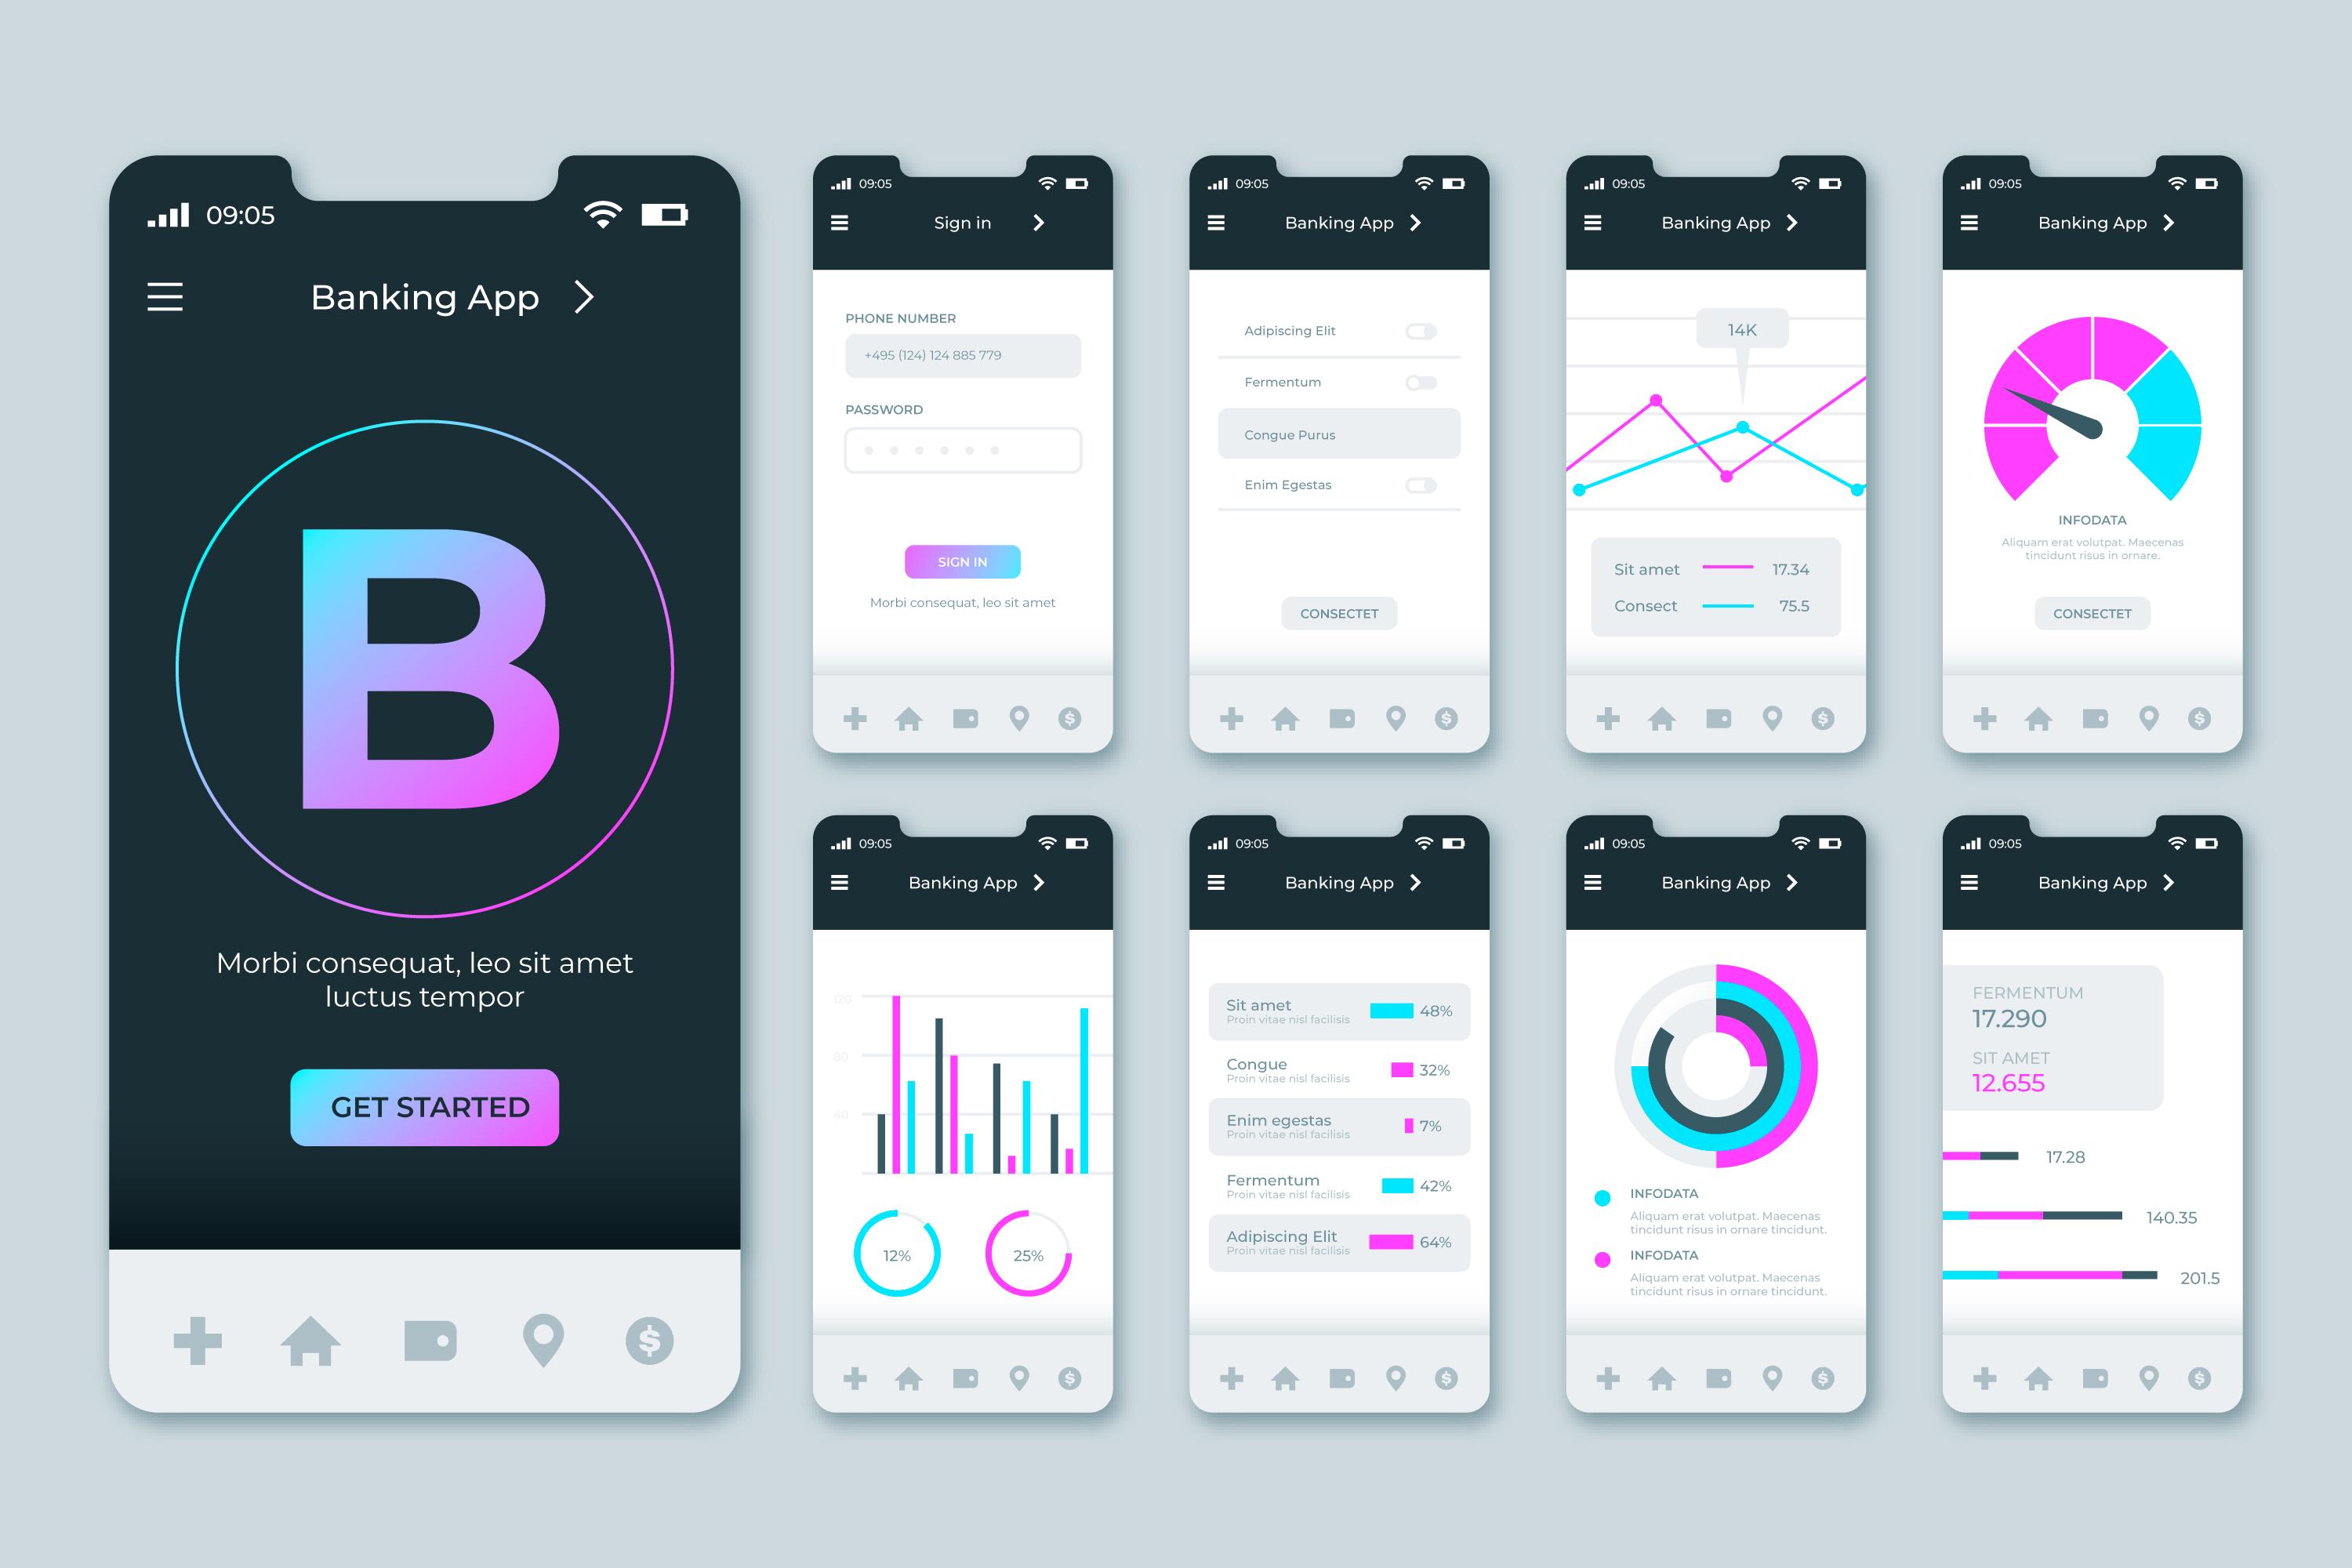 09:05
Banking App
B
Morbi consequat, leo sit amet
luctus tempor
GET STARTED
$
09:05
Sign in
PHONE NUMBER
+495 (124) 124 885 779
PASSWORD
SIGN IN
Morbi consequat, leo sit amet
$
09:05
Banking App
Adipiscing Elit
Fermentum
Congue Purus
Enim Egestas
CONSECTET
$
09:05
Banking App
14K
Sit amet 17.34
Consect 75.5
$
09:05
Banking App
INFODATA
Aliquam erat volutpat. Maecenas
tincidunt risus in ornare.
CONSECTET
$
09:05
Banking App
120
80
40
12%
25%
$
09:05
Banking App
Sit amet
Proin vitae nisl facilisis
48%
Congue
Proin vitae nisl facilisis
32%
Enim egestas
Proin vitae nisl facilisis
7%
Fermentum
Proin vitae nisl facilisis
42%
Adipiscing Elit
Proin vitae nisl facilisis
64%
$
09:05
Banking App
INFODATA
Aliquam erat volutpat. Maecenas
tincidunt risus in ornare tincidunt.
INFODATA
Aliquam erat volutpat. Maecenas
tincidunt risus in ornare tincidunt.
$
09:05
Banking App
FERMENTUM
17.290
SIT AMET
12.655
17.28
140.35
201.5
$